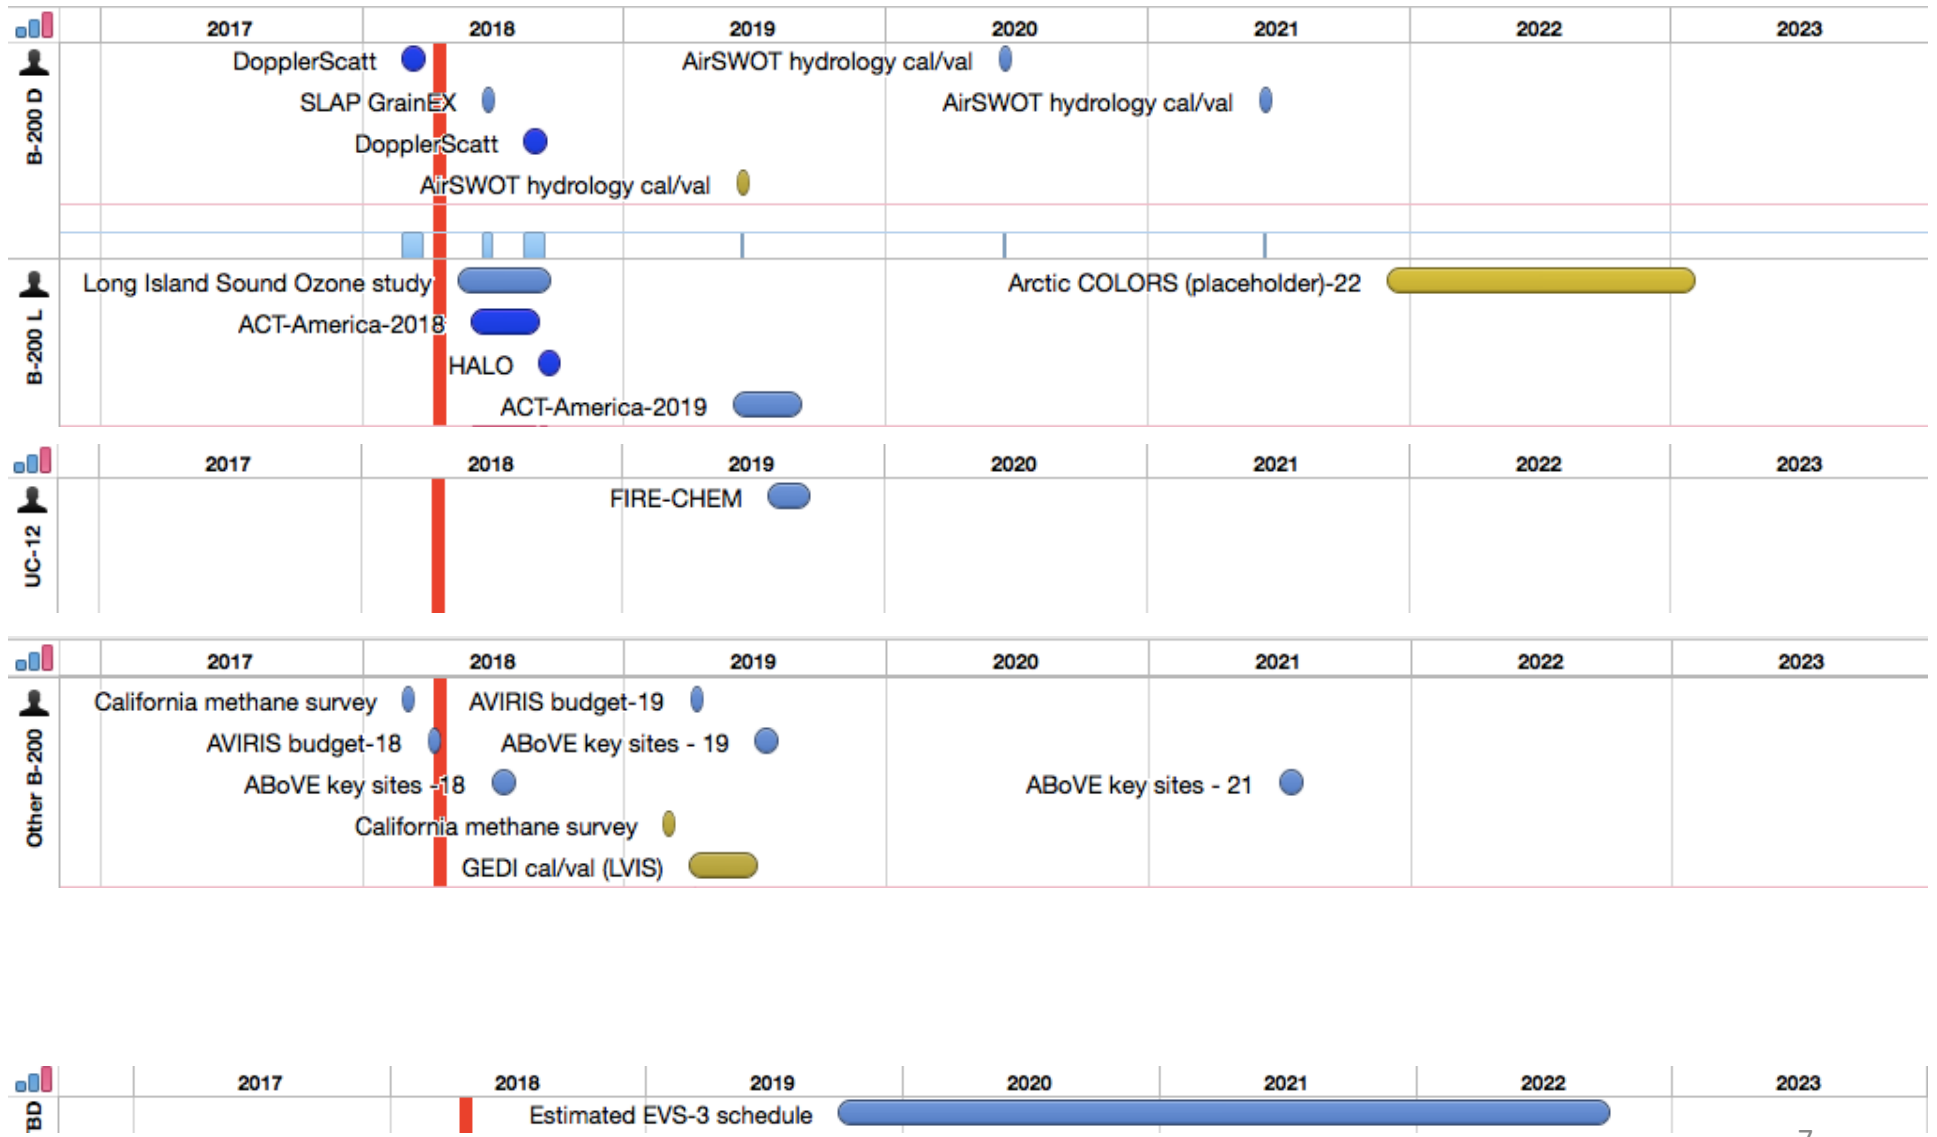 2017 2018 2019 2020 2021 2022 2023
B-200 D
DopplerScatt AirSWOT hydrology cal/val
SLAP GrainEX AirSWOT hydrology cal/val
DopplerScatt
AirSWOT hydrology cal/val
B-200 L
Long Island Sound Ozone study Arctic COLORS (placeholder)-22
ACT-America-2018
HALO
ACT-America-2019
2017 2018 2019 2020 2021 2022 2023
UC-12
FIRE-CHEM
2017 2018 2019 2020 2021 2022 2023
Other B-200
California methane survey AVIRIS budget-19
AVIRIS budget-18 ABoVE key sites - 19
ABoVE key sites -18 ABoVE key sites - 21
California methane survey
GEDI cal/val (LVIS)
2017 2018 2019 2020 2021 2022 2023
TBD
Estimated EVS-3 schedule